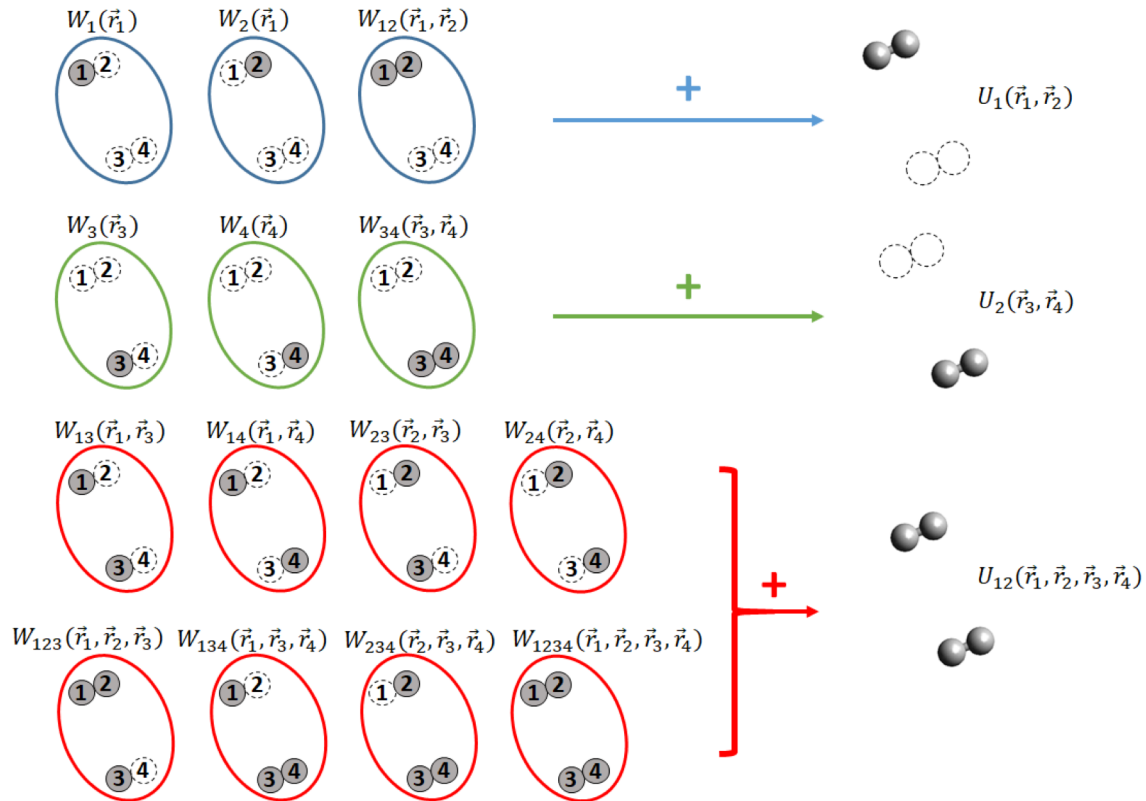 W₁(r⃗₁) W₂(r⃗₁) W₁₂(r⃗₁, r⃗₂)
1 2 1 2 1 2
+
U₁(r⃗₁, r⃗₂)
3 4 3 4 3 4
W₃(r⃗₃) W₄(r⃗₄) W₃₄(r⃗₃, r⃗₄)
1 2 1 2 1 2
+
U₂(r⃗₃, r⃗₄)
3 4 3 4 3 4
W₁₃(r⃗₁, r⃗₃) W₁₄(r⃗₁, r⃗₄) W₂₃(r⃗₂, r⃗₃) W₂₄(r⃗₂, r⃗₄)
1 2 1 2 1 2 1 2
3 4 3 4 3 4 3 4
+
U₁₂(r⃗₁, r⃗₂, r⃗₃, r⃗₄)
W₁₂₃(r⃗₁, r⃗₂, r⃗₃) W₁₃₄(r⃗₁, r⃗₃, r⃗₄) W₂₃₄(r⃗₂, r⃗₃, r⃗₄) W₁₂₃₄(r⃗₁, r⃗₂, r⃗₃, r⃗₄)
1 2 1 2 1 2 1 2
3 4 3 4 3 4 3 4